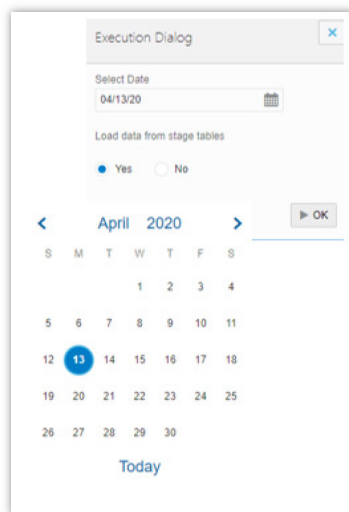 Execution Dialog
Select Date
04/13/20
Load data from stage tables
Yes No
OK
April 2020
S M T W T F S
1 2 3 4
5 6 7 8 9 10 11
12 13 14 15 16 17 18
19 20 21 22 23 24 25
26 27 28 29 30
Today